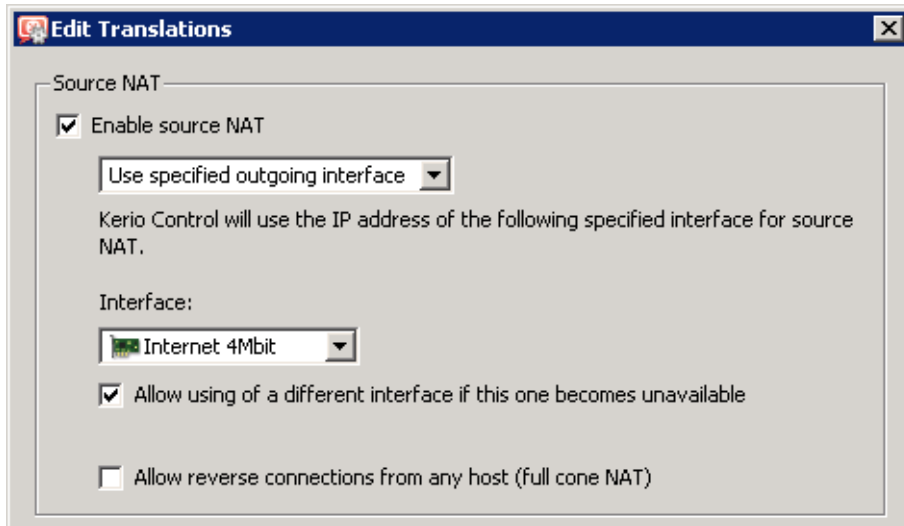 Edit Translations
Source NAT
Enable source NAT
Use specified outgoing interface
Kerio Control will use the IP address of the following specified interface for source
NAT.
Interface:
Internet 4Mbit
Allow using of a different interface if this one becomes unavailable
Allow reverse connections from any host (full cone NAT)